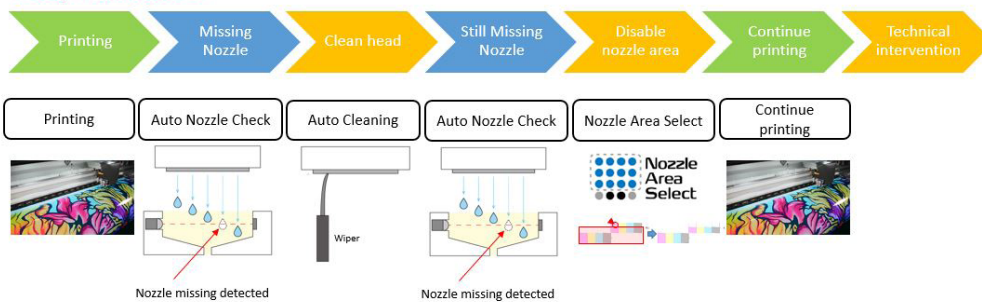 Printing
Missing
Nozzle
Clean head
Still Missing
Nozzle
Disable
nozzle area
Continue
printing
Technical
intervention
Printing
Auto Nozzle Check
Auto Cleaning
Auto Nozzle Check
Nozzle Area Select
Continue
printing
Wiper
Nozzle
Area
Select
Nozzle missing detected
Nozzle missing detected